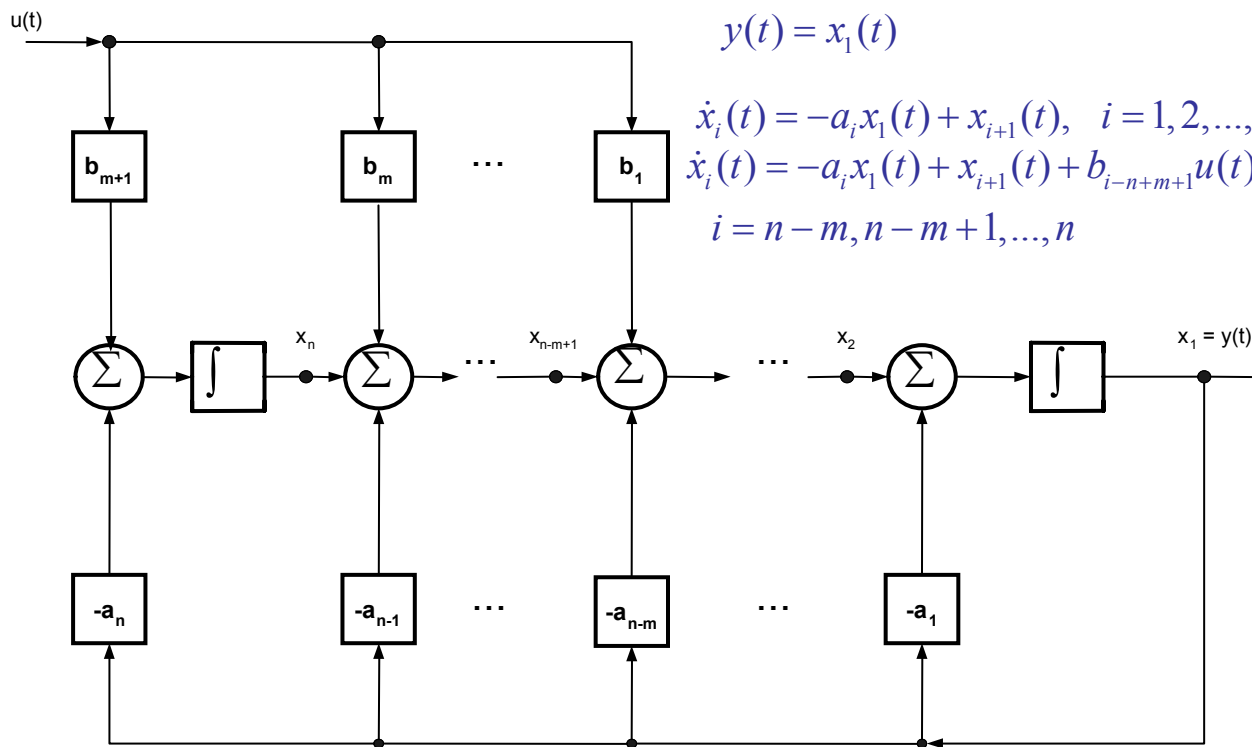 u(t)
y(t) = x₁(t)
ẋᵢ(t) = −aᵢx₁(t) + xᵢ₊₁(t), i = 1, 2, ...,
bₘ₊₁
bₘ
...
b₁
ẋᵢ(t) = −aᵢx₁(t) + xᵢ₊₁(t) + bᵢ₋ₙ₊ₘ₊₁u(t)
i = n − m, n − m + 1, ..., n
xₙ
xₙ₋ₘ₊₁
x₂
x₁ = y(t)
Σ
∫
Σ
...
Σ
...
Σ
∫
-aₙ
-aₙ₋₁
...
-aₙ₋ₘ
...
-a₁